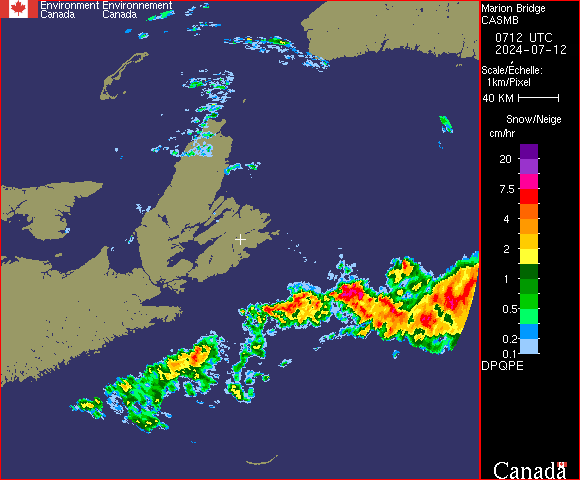 Environment Environnement
Canada Canada
Marion Bridge
CASMB
0712 UTC
2024-07-12
Scale/Échelle:
1km/Pixel
40 KM
Snow/Neige
cm/hr
20
7.5
4
2
1
0.5
0.2
0.1
DPQPE
Canada